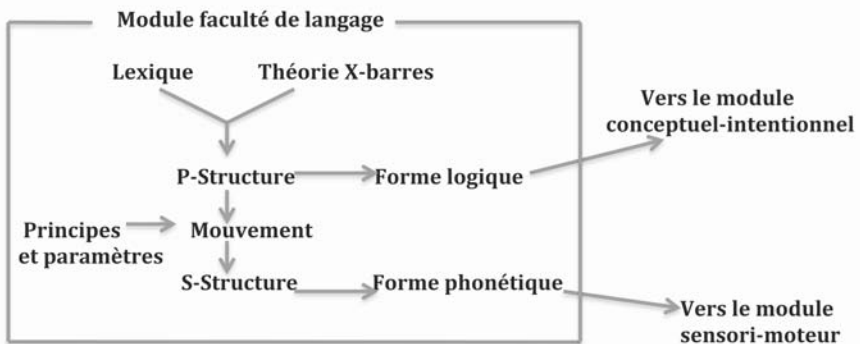 Module faculté de langage
Lexique
Théorie X-barres
Vers le module
conceptuel-intentionnel
P-Structure
Forme logique
Principes
et paramètres
Mouvement
S-Structure
Forme phonétique
Vers le module
sensori-moteur